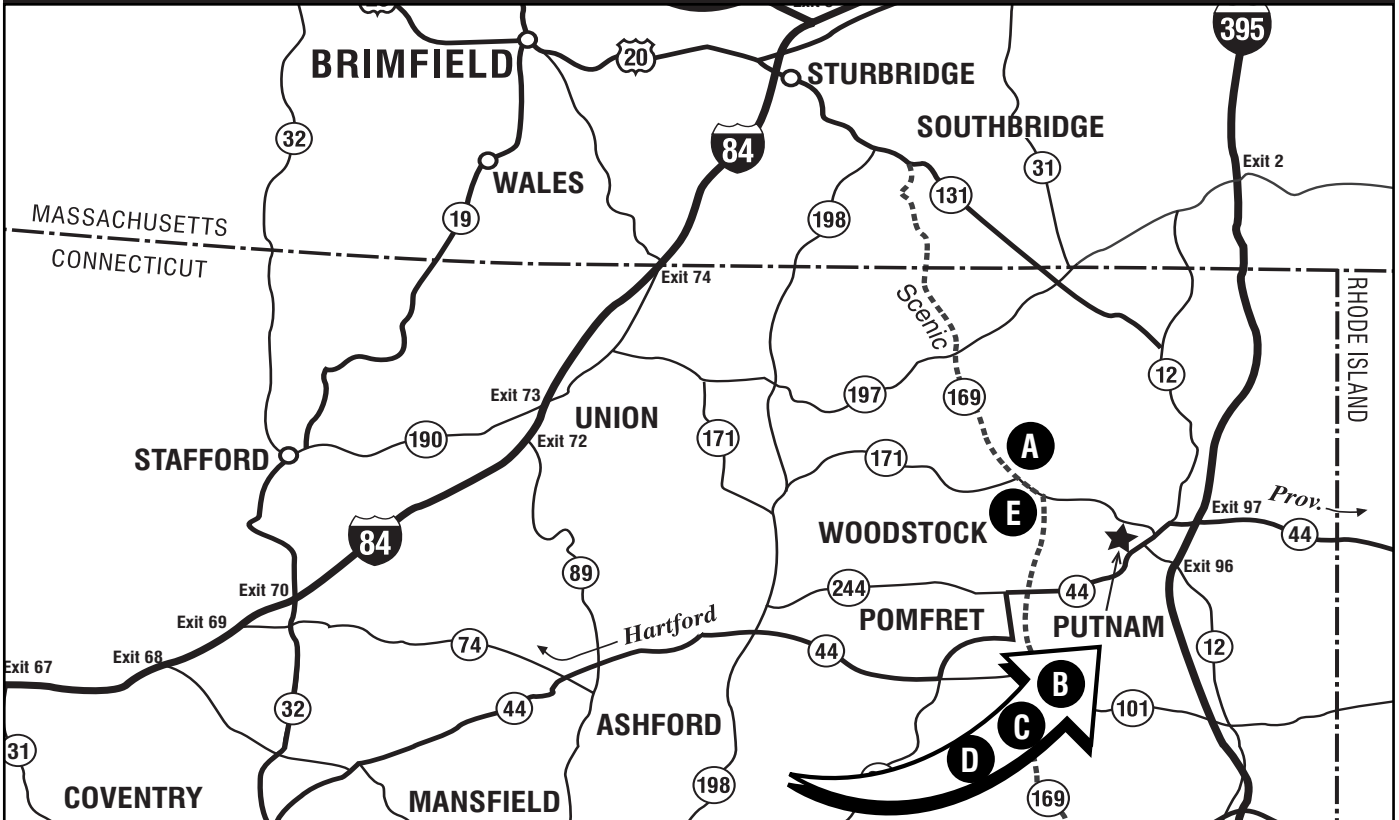 395
BRIMFIELD
20
STURBRIDGE
SOUTHBRIDGE
32
84
31
Exit 2
WALES
131
19
198
MASSACHUSETTS
CONNECTICUT
Exit 74
RHODE ISLAND
Scenic
12
Exit 73
197
169
UNION
190
Exit 72
171
A
STAFFORD
171
Prov.
Exit 97
E
84
WOODSTOCK
44
Exit 96
89
Exit 70
244
44
Exit 69
POMFRET
PUTNAM
Hartford
74
44
12
Exit 68
Exit 67
B
32
44
101
ASHFORD
C
31
D
198
COVENTRY
MANSFIELD
169